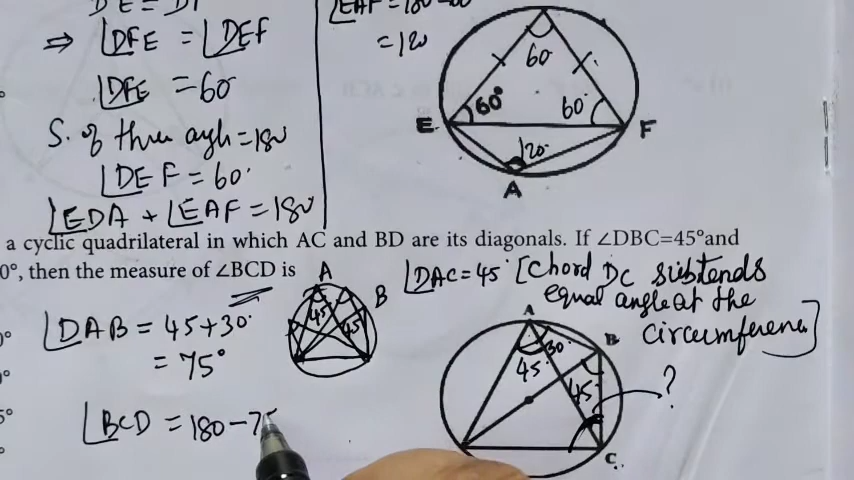 DE = DF
⇒ ∠DFE = ∠DEF
∠DFE = 60
S. of three angle = 180
∠DEF = 60°
∠EDA + ∠EAF = 180
= 120
60
60°
60°
E
F
120
A
a cyclic quadrilateral in which AC and BD are its diagonals. If ∠DBC=45°and
0°, then the measure of ∠BCD is
∠DAC = 45° [Chord DC subtends
equal angle at the
circumference]
∠DAB = 45+30°
= 75°
∠BCD = 180-75
A
B
45
45
A
B
30
45°
45°
?
C